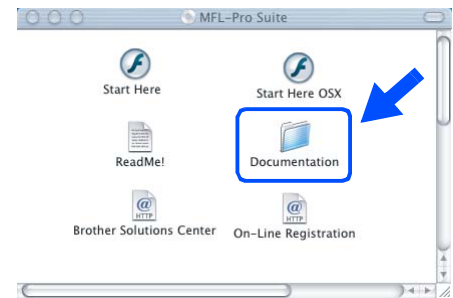 MFL-Pro Suite
Start Here
Start Here OSX
ReadMe!
Documentation
@
HTTP
@
HTTP
Brother Solutions Center
On-Line Registration